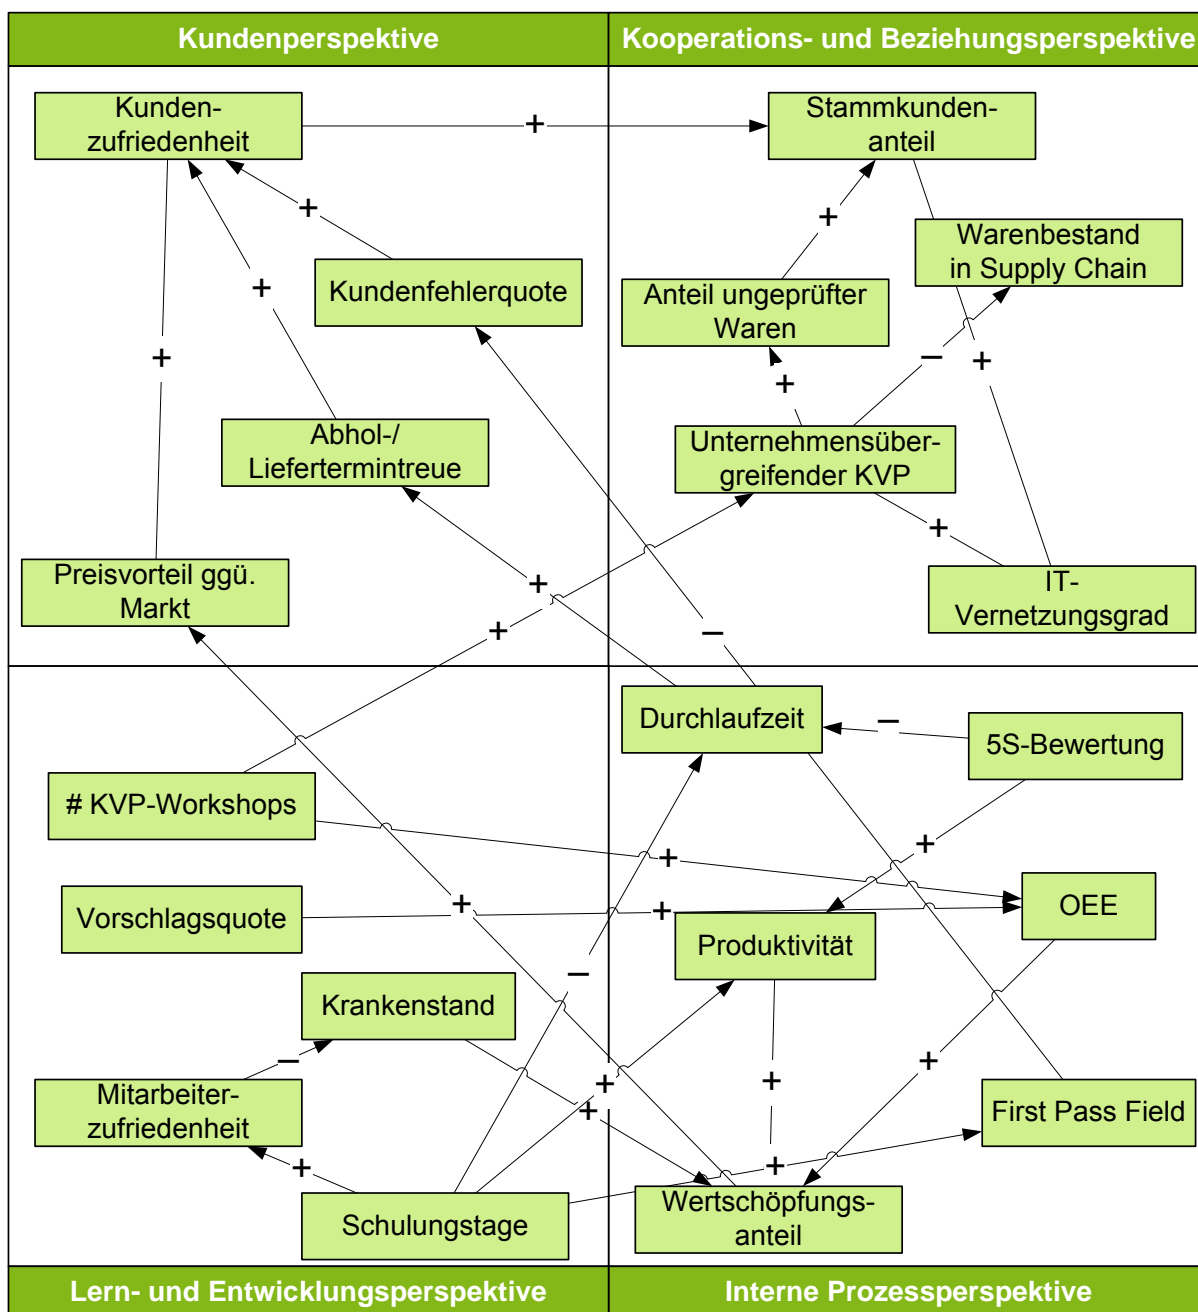 Kundenperspektive
Kooperations- und Beziehungsperspektive
Kunden-
zufriedenheit
+
Stammkunden-
anteil
+
+
Warenbestand
in Supply Chain
Kundenfehlerquote
+
Anteil ungeprüfter
Waren
+
–
+
+
Abhol-/
Liefertermintreue
Unternehmensüber-
greifender KVP
+
Preisvorteil ggü.
Markt
+
IT-
Vernetzungsgrad
+
–
Durchlaufzeit
–
5S-Bewertung
# KVP-Workshops
+
+
Vorschlagsquote
+
+
OEE
Produktivität
–
Krankenstand
–
+
+
+
Mitarbeiter-
zufriedenheit
+
First Pass Field
+
+
Schulungstage
Wertschöpfungs-
anteil
Lern- und Entwicklungsperspektive
Interne Prozessperspektive